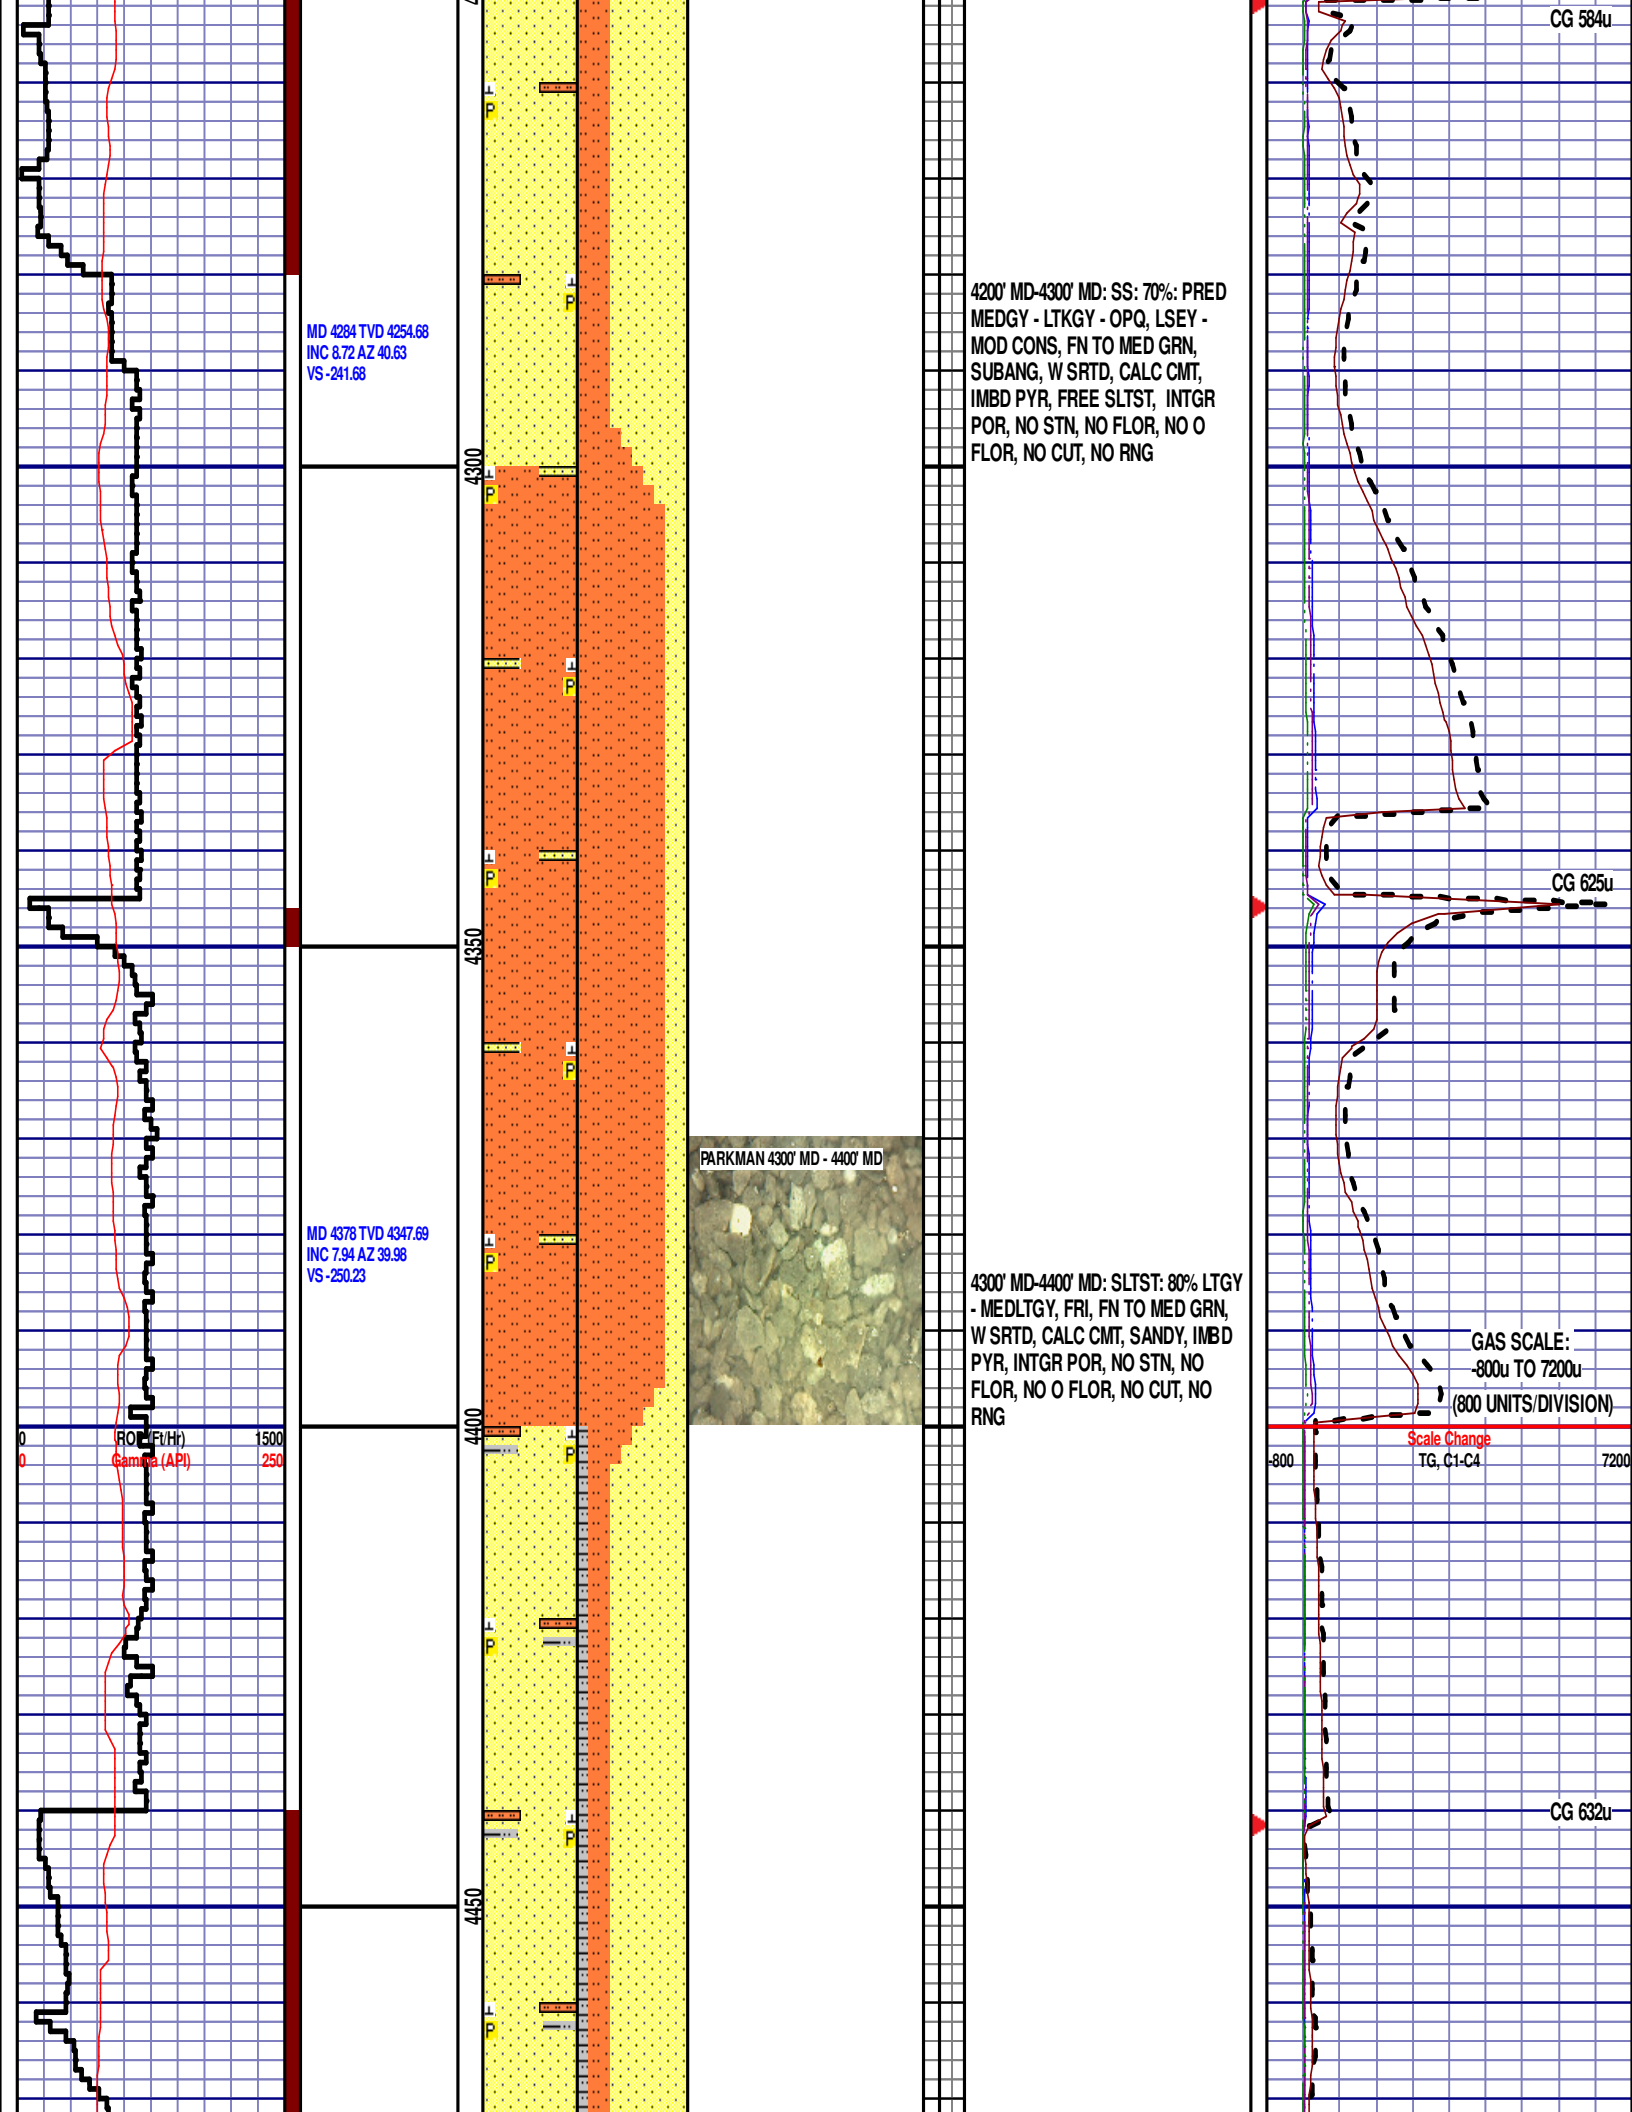 CG 584u
P
P
4200' MD-4300' MD: SS: 70%: PRED
MEDGY - LTKGY - OPQ, LSEY -
MOD CONS, FN TO MED GRN,
SUBANG, W SRTD, CALC CMT,
IMBD PYR, FREE SLTST, INTGR
POR, NO STN, NO FLOR, NO O
FLOR, NO CUT, NO RNG
MD 4284 TVD 4254.68
INC 8.72 AZ 40.63
VS -241.68
4300
P
P
P
CG 625u
4350
P
PARKMAN 4300' MD - 4400' MD
MD 4378 TVD 4347.69
INC 7.94 AZ 39.98
VS -250.23
P
4300' MD-4400' MD: SLTST: 80% LTGY
- MEDLTGY, FRI, FN TO MED GRN,
W SRTD, CALC CMT, SANDY, IMBD
PYR, INTGR POR, NO STN, NO
FLOR, NO O FLOR, NO CUT, NO
RNG
GAS SCALE:
-800u TO 7200u
(800 UNITS/DIVISION)
4400
0 ROP (Ft/Hr) 1500
0 Gamma (API) 250
P
Scale Change
-800 TG, C1-C4 7200
P
CG 632u
P
4450
P